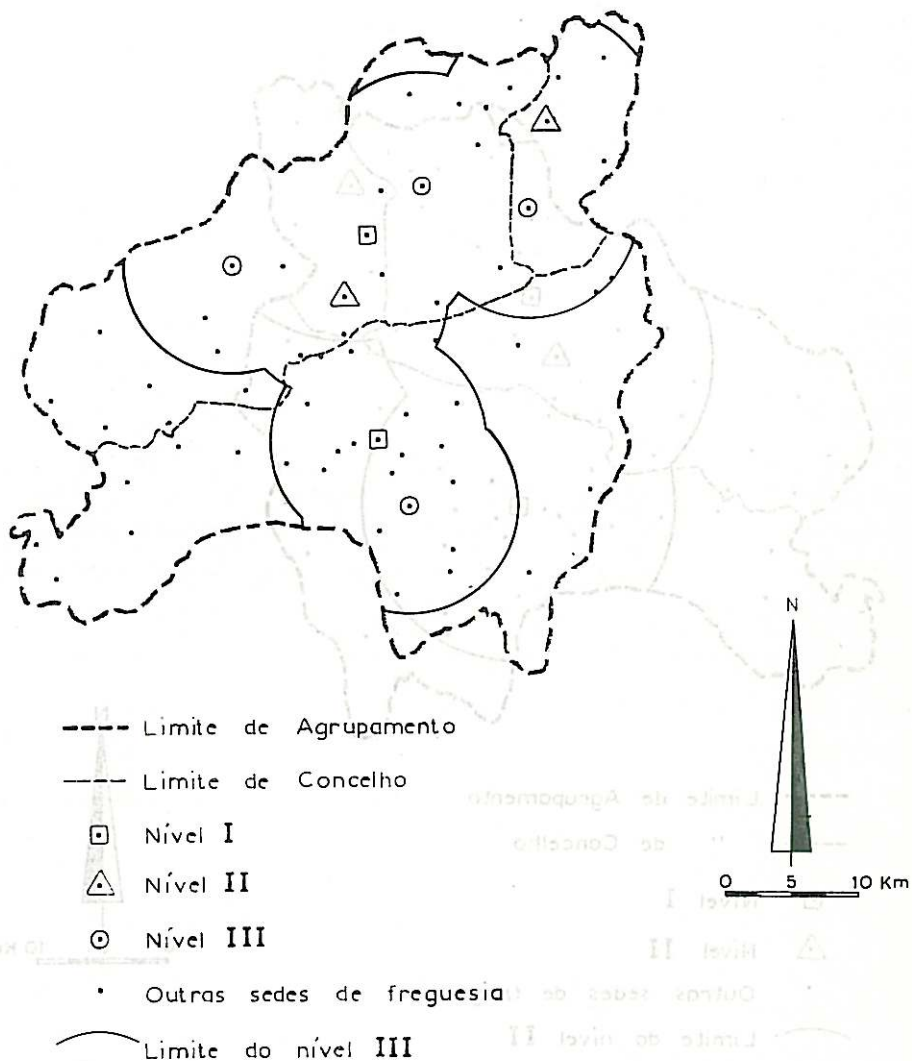 N
0 5 10 Km
Limite de Agrupamento
Limite de Concelho
Nível I
Nível II
Nível III
Outras sedes de freguesia
Limite do nível III